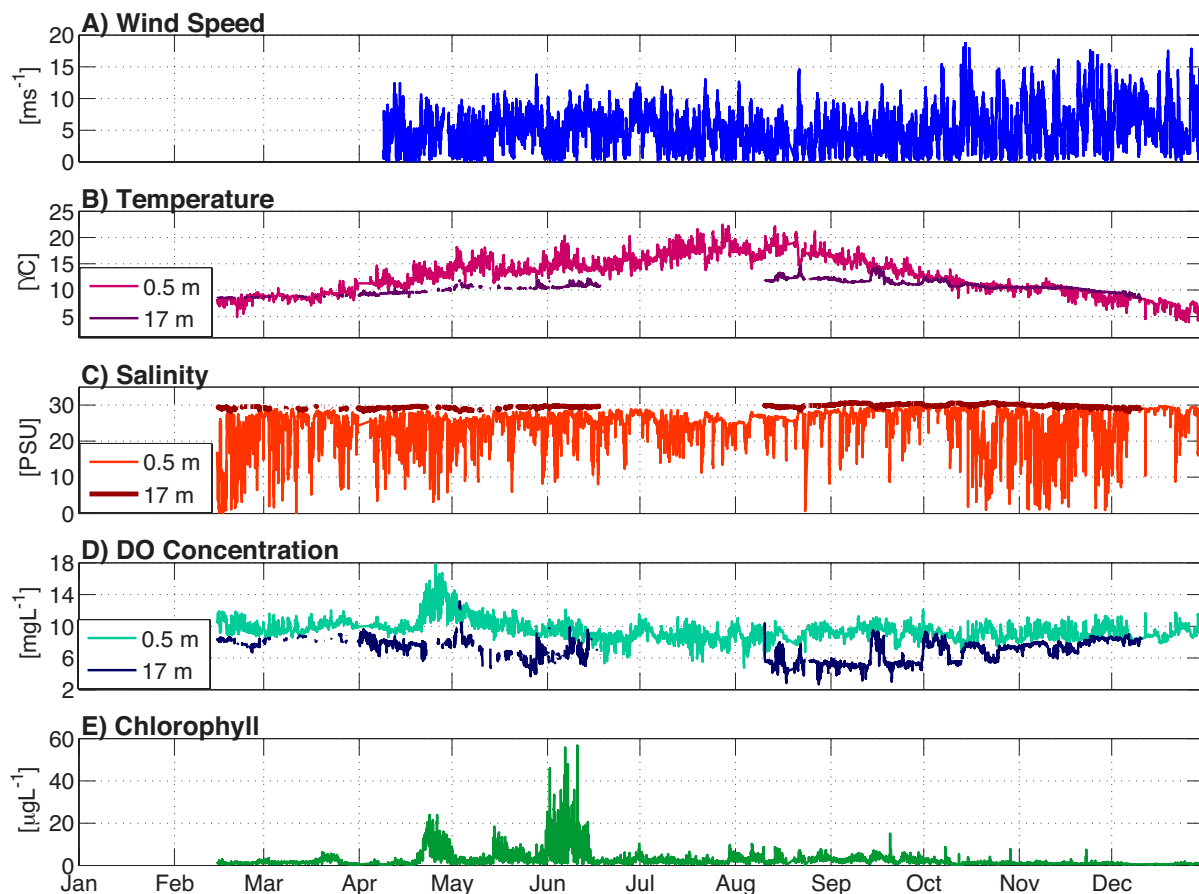 A) Wind Speed
20
15
10
5
0
[ms⁻¹]
B) Temperature
25
20
15
10
5
[ϒC]
0.5 m
17 m
C) Salinity
30
20
10
0
[PSU]
0.5 m
17 m
D) DO Concentration
18
14
10
6
2
[mgL⁻¹]
0.5 m
17 m
E) Chlorophyll
60
40
20
0
[µgL⁻¹]
Jan Feb Mar Apr May Jun Jul Aug Sep Oct Nov Dec